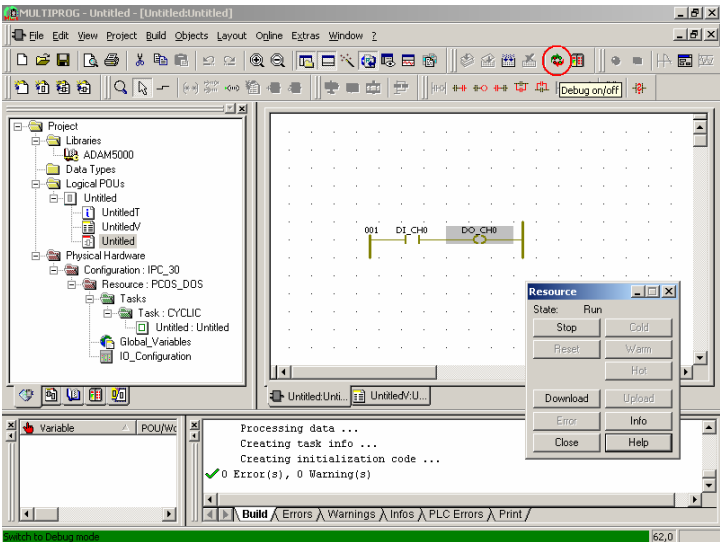 MULTIPROG - Untitled - [Untitled:Untitled]
File Edit View Project Build Objects Layout Online Extras Window ?
Debug on/off
Project
Libraries
ADAM5000
Data Types
Logical POUs
Untitled
UntitledT
UntitledV
Untitled
Physical Hardware
Configuration : IPC_30
Resource : PCOS_DOS
Tasks
Task : CYCLIC
Untitled : Untitled
Global_Variables
IO_Configuration
001 DI_CH0 DO_CH0
Untitled:Unti... UntitledV:U...
Resource
State: Run
Stop Cold
Reset Warm
Hot
Download Upload
Error Info
Close Help
Variable POU/Wo
Processing data ...
Creating task info ...
Creating initialization code ...
0 Error(s), 0 Warning(s)
Build Errors Warnings Infos PLC Errors Print
Switch to Debug mode 62,0